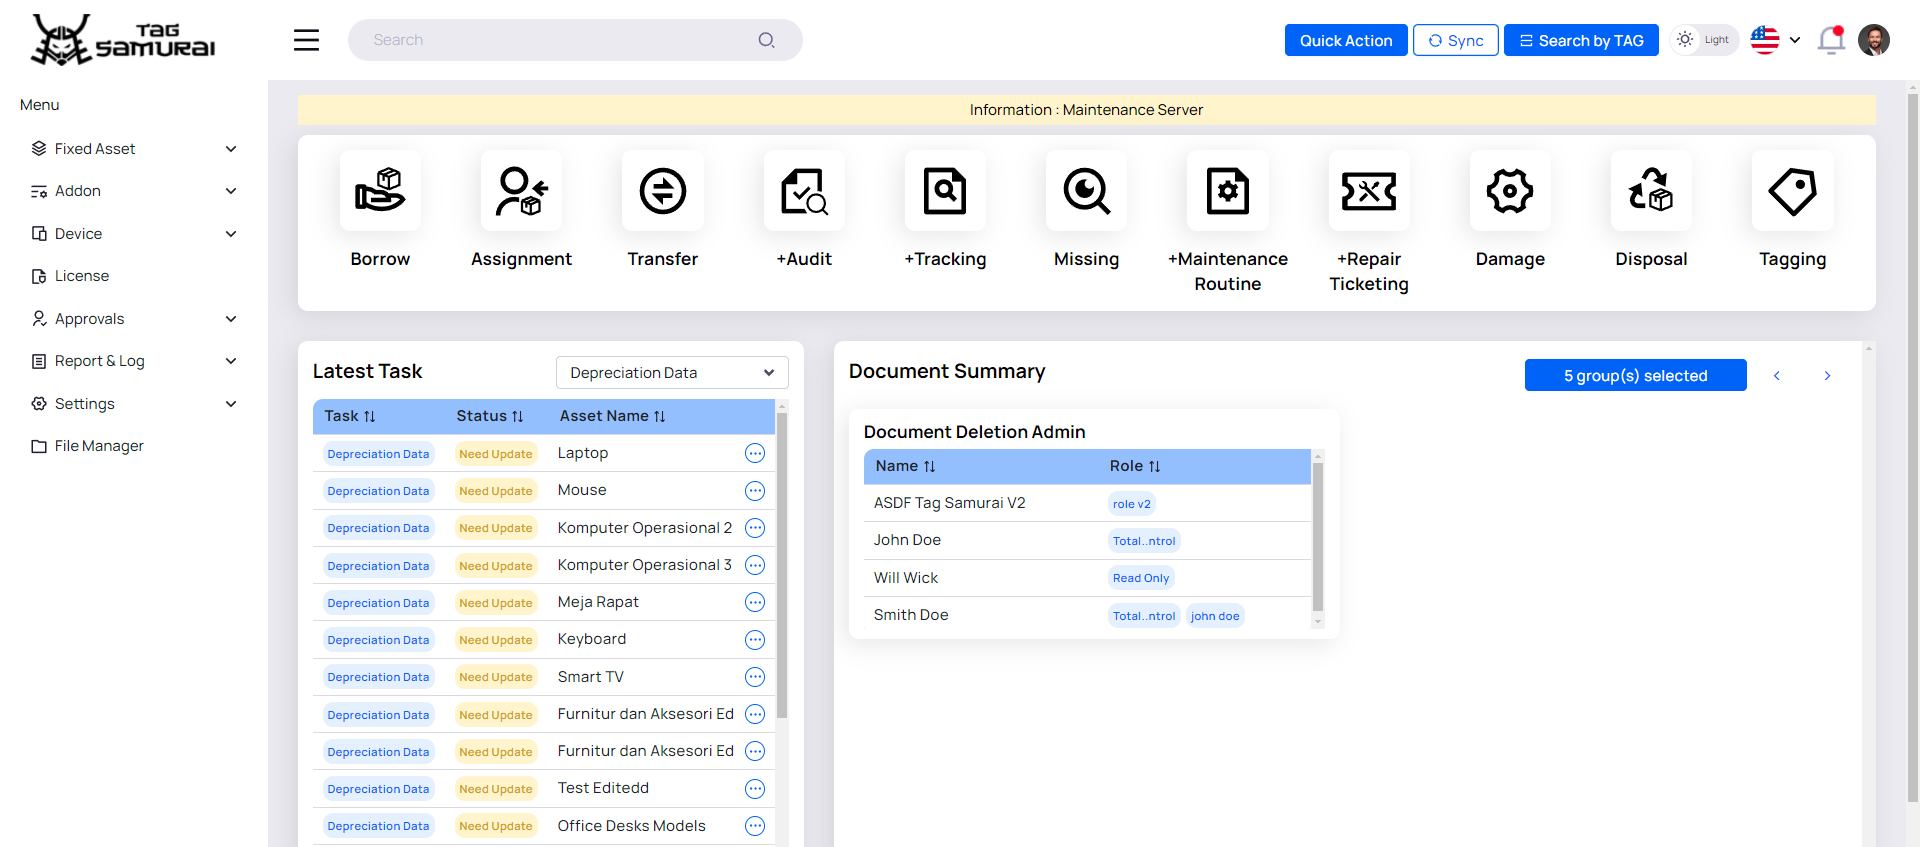 TAG
SAMURAI
Search
Quick Action
Sync
Search by TAG
Light
Menu
Fixed Asset
Addon
Device
License
Approvals
Report & Log
Settings
File Manager
Information : Maintenance Server
Borrow
Assignment
Transfer
+Audit
+Tracking
Missing
+Maintenance
Routine
+Repair
Ticketing
Damage
Disposal
Tagging
Latest Task
Depreciation Data
Task Status Asset Name
Depreciation Data Need Update Laptop
Depreciation Data Need Update Mouse
Depreciation Data Need Update Komputer Operasional 2
Depreciation Data Need Update Komputer Operasional 3
Depreciation Data Need Update Meja Rapat
Depreciation Data Need Update Keyboard
Depreciation Data Need Update Smart TV
Depreciation Data Need Update Furnitur dan Aksesori Ed
Depreciation Data Need Update Furnitur dan Aksesori Ed
Depreciation Data Need Update Test Editedd
Depreciation Data Need Update Office Desks Models
Document Summary
5 group(s) selected
Document Deletion Admin
Name Role
ASDF Tag Samurai V2 role v2
John Doe Total..ntrol
Will Wick Read Only
Smith Doe Total..ntrol john doe